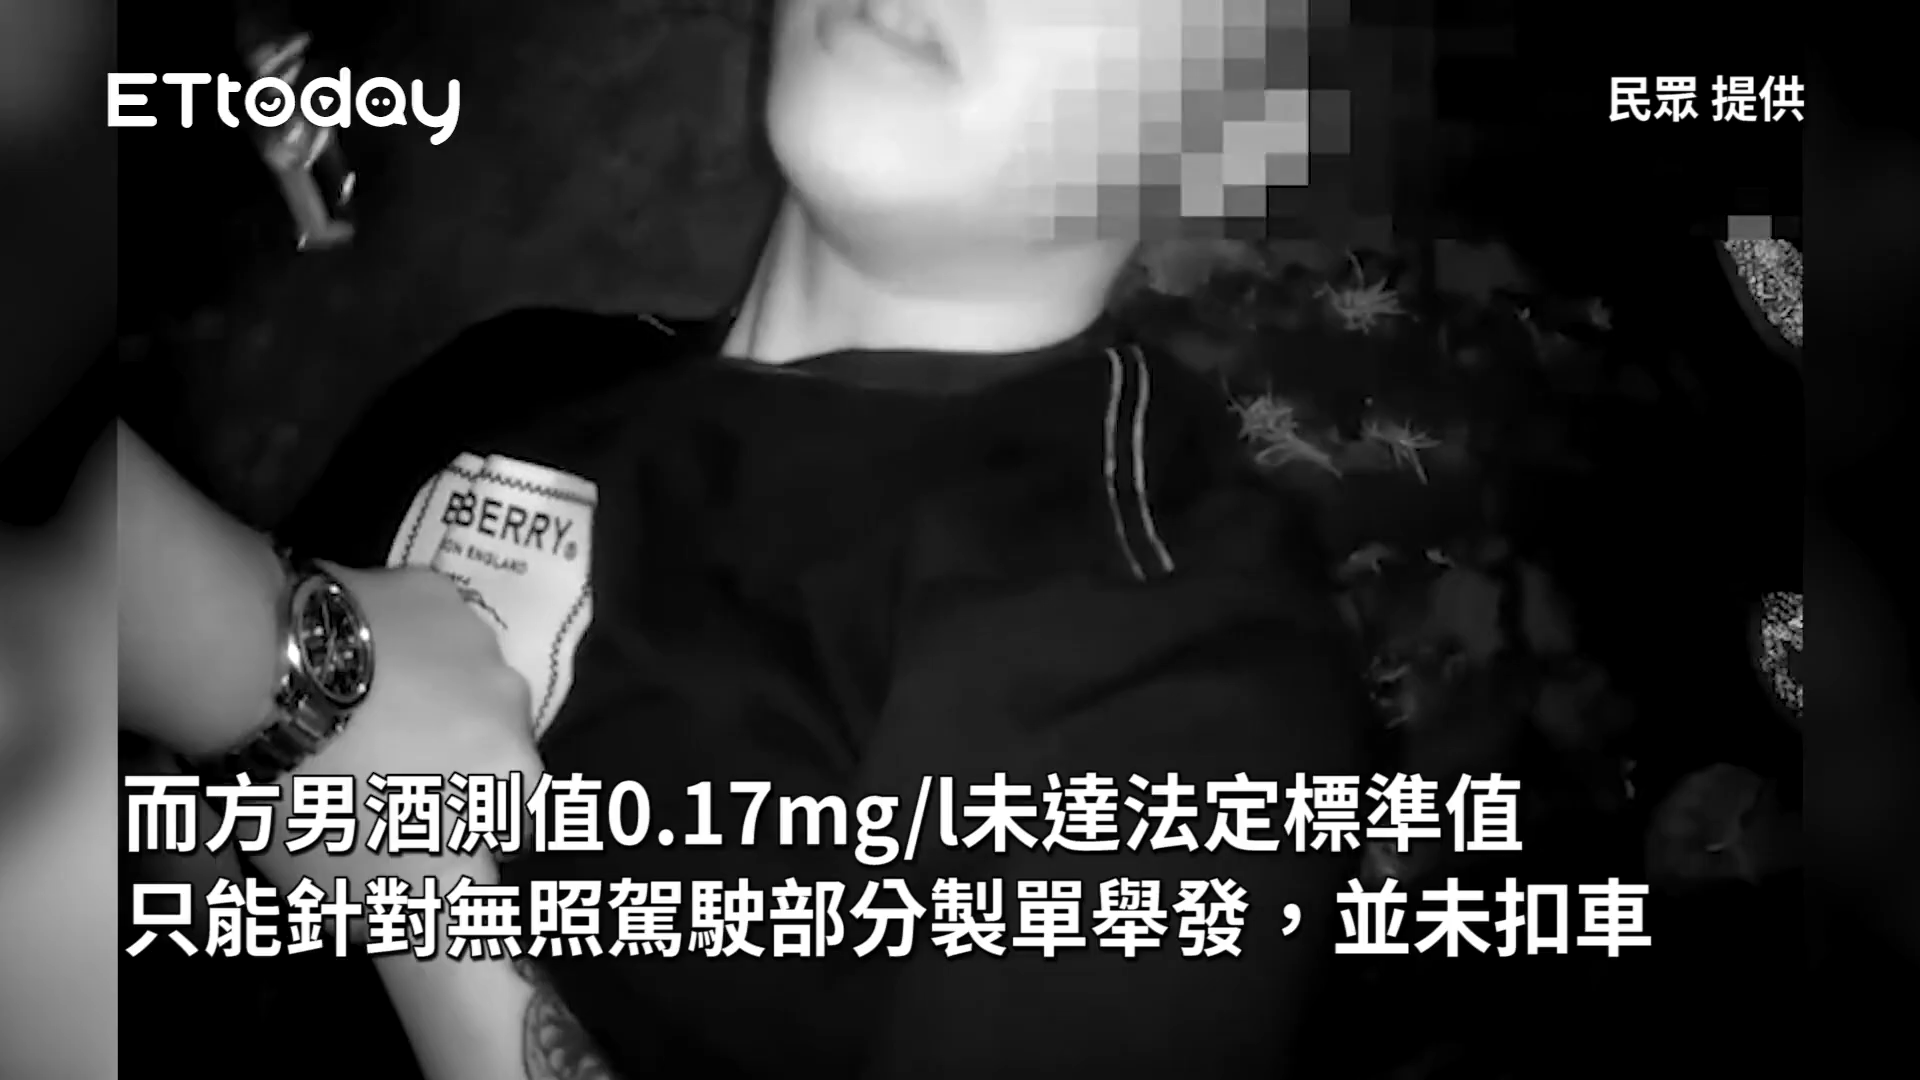 ETtoday
民眾 提供
BERRY®
ENGLAND
而方男酒測值0.17mg/l未達法定標準值
只能針對無照駕駛部分製單舉發，並未扣車